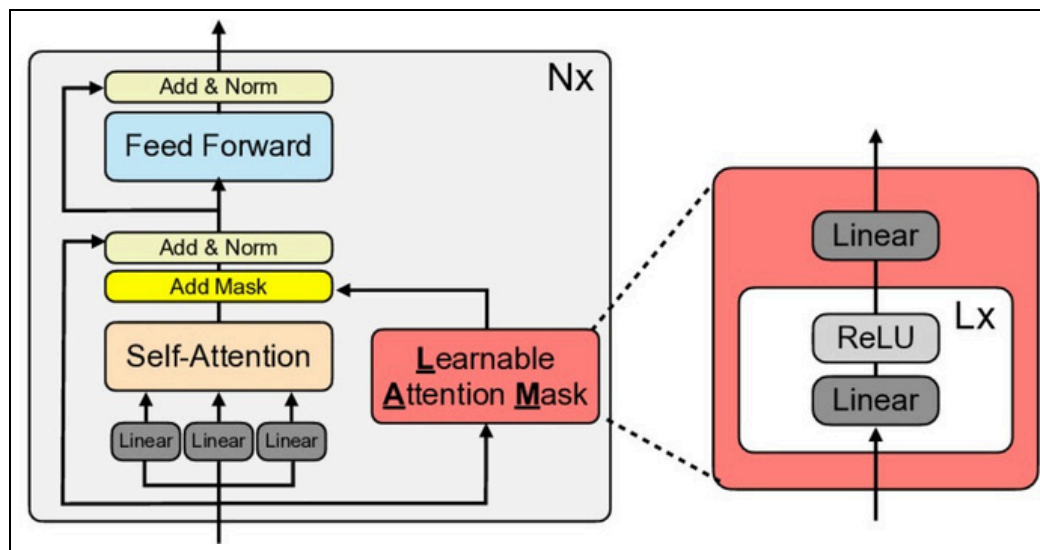 Nx
Add & Norm
Feed Forward
Add & Norm
Add Mask
Self-Attention
Linear
Linear
Linear
Learnable
Attention Mask
Linear
Lx
ReLU
Linear